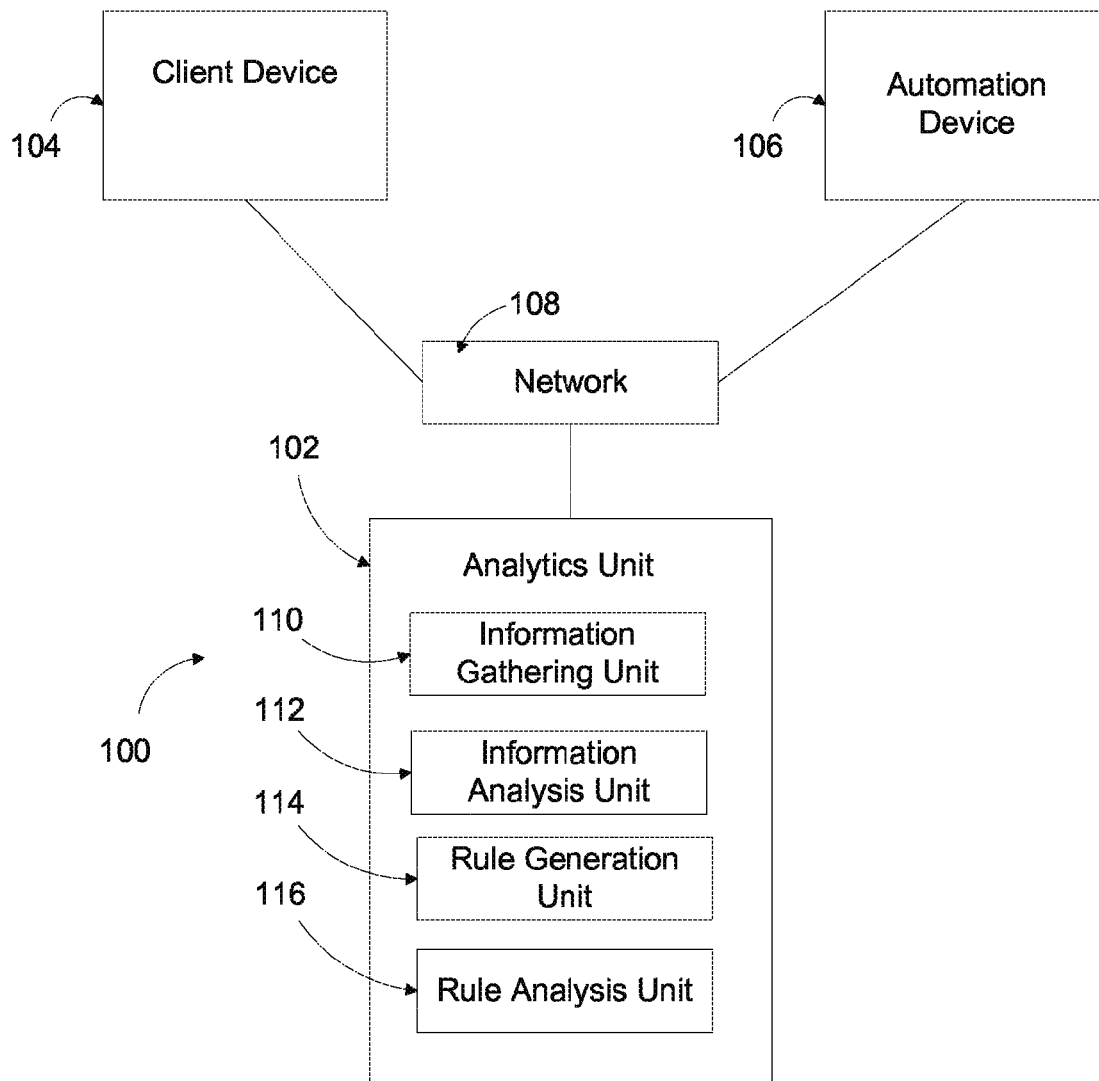 Client Device
104
Automation
Device
106
108
Network
102
Analytics Unit
110
Information
Gathering Unit
100
112
Information
Analysis Unit
114
Rule Generation
Unit
116
Rule Analysis Unit